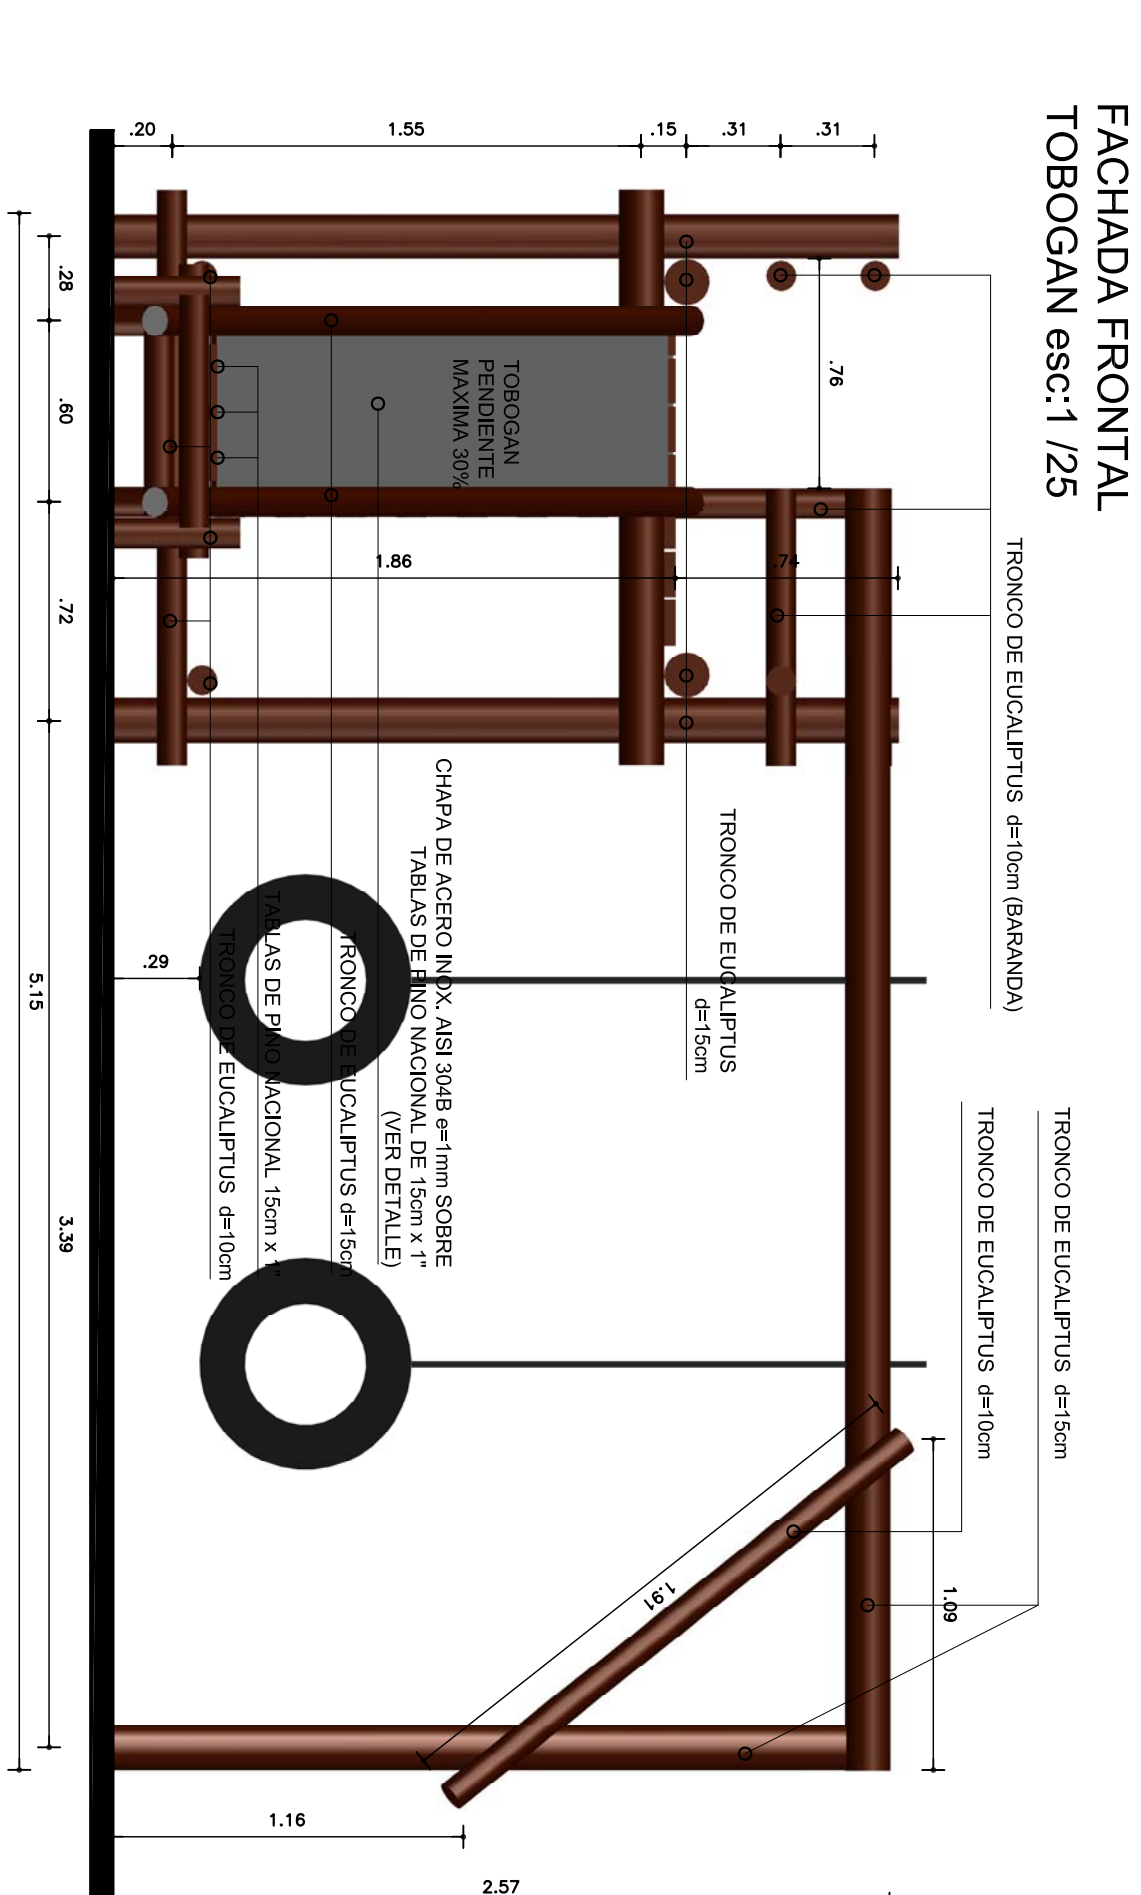 FACHADA FRONTAL
TOBOGAN esc:1 /25
TRONCO DE EUCALIPTUS d=10cm (BARANDA)
TRONCO DE EUCALIPTUS d=15cm
TRONCO DE EUCALIPTUS d=10cm
TRONCO DE EUCALIPTUS
d=15cm
TOBOGAN
PENDIENTE
MAXIMA 30%
CHAPA DE ACERO INOX. AISI 304B e=1mm SOBRE
TABLAS DE PINO NACIONAL DE 15cm x 1"
(VER DETALLE)
TRONCO DE EUCALIPTUS d=15cm
TABLAS DE PINO NACIONAL 15cm x 1"
TRONCO DE EUCALIPTUS d=10cm
.20
1.55
.15
.31
.31
.76
1.86
.74
.29
1.09
1.91
1.16
2.57
.28
.60
.72
3.39
5.15